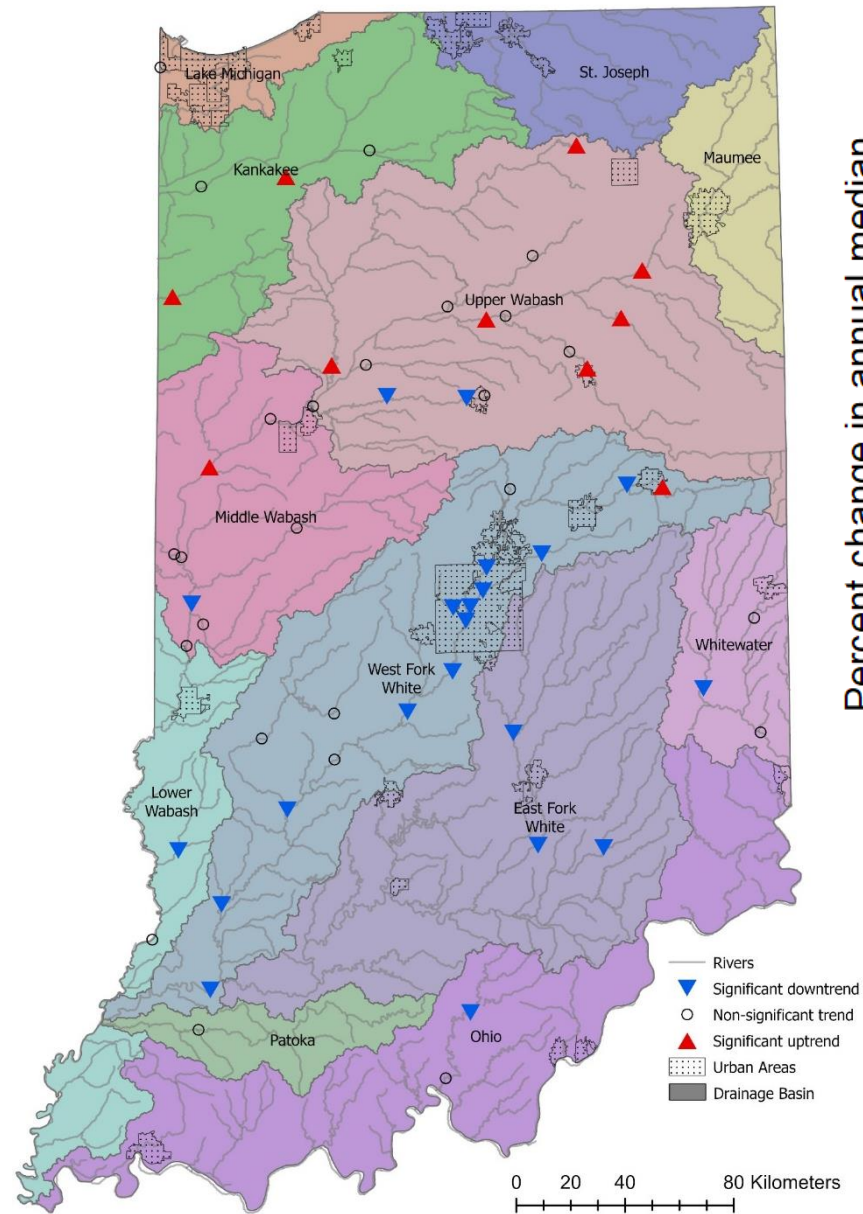 Lake Michigan
St. Joseph
Maumee
Kankakee
Upper Wabash
Middle Wabash
West Fork
White
Whitewater
Lower
Wabash
East Fork
White
Patoka
Ohio
Rivers
Significant downtrend
Non-significant trend
Significant uptrend
Urban Areas
Drainage Basin
0 20 40 80 Kilometers
Percent change in annual median